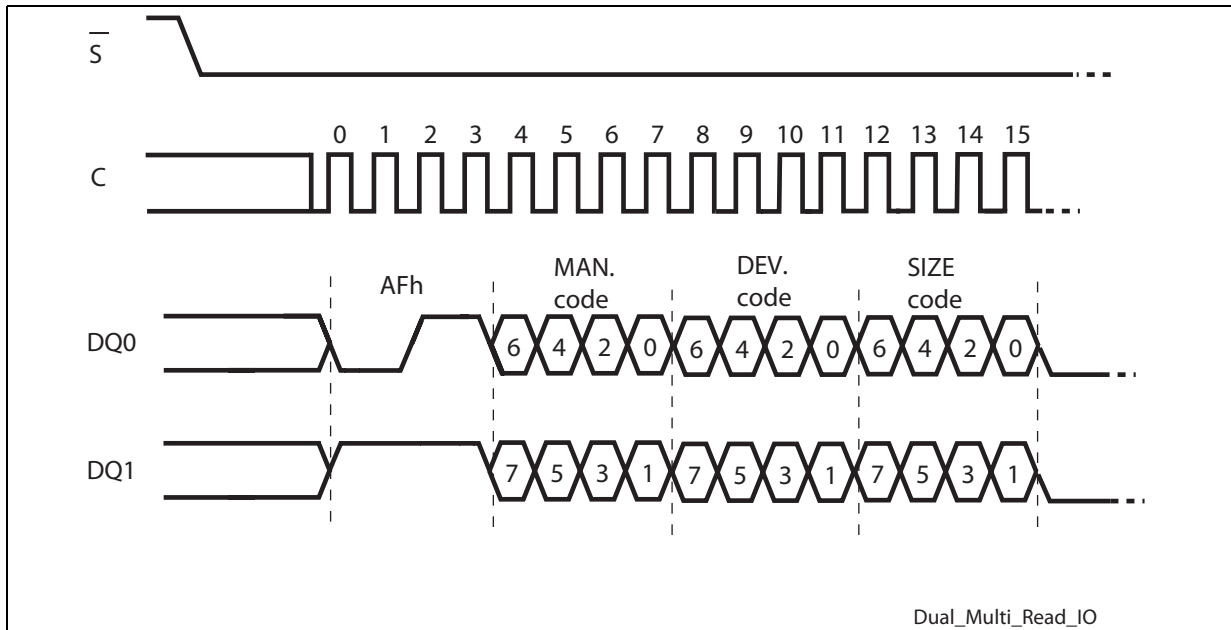 S̅
0 1 2 3 4 5 6 7 8 9 10 11 12 13 14 15
C
AFh
MAN.
code
DEV.
code
SIZE
code
DQ0
6 4 2 0 6 4 2 0 6 4 2 0
DQ1
7 5 3 1 7 5 3 1 7 5 3 1
Dual_Multi_Read_IO